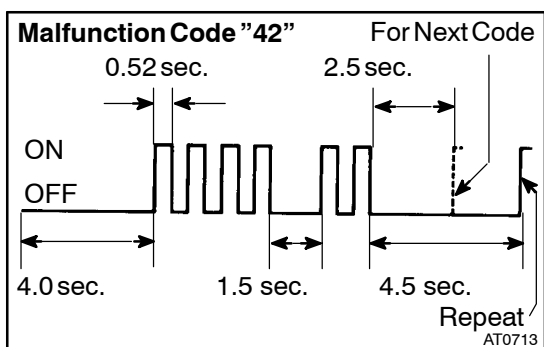 Malfunction Code ”42” For Next Code
0.52 sec. 2.5 sec.
ON
OFF
4.0 sec. 1.5 sec. 4.5 sec.
Repeat
AT0713